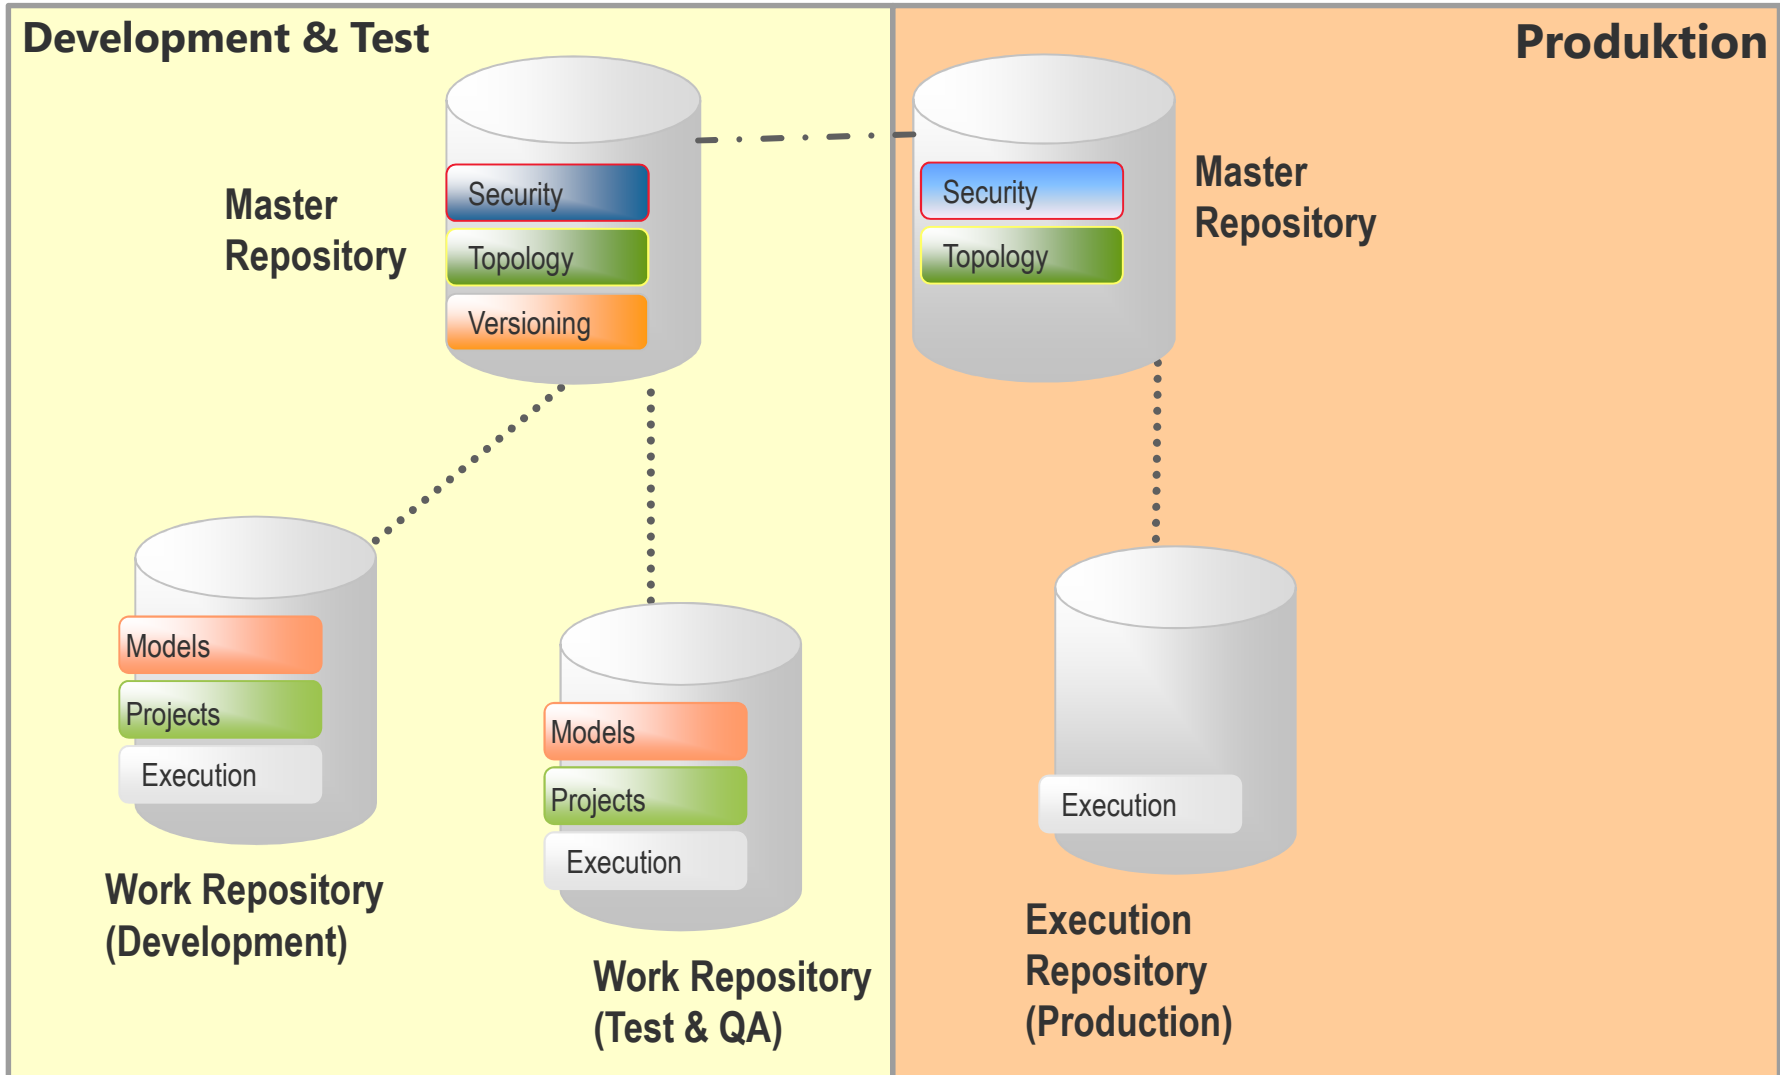 Development & Test
Produktion
Master
Repository
Security
Topology
Versioning
Security
Topology
Master
Repository
Models
Projects
Execution
Work Repository
(Development)
Models
Projects
Execution
Work Repository
(Test & QA)
Execution
Execution
Repository
(Production)